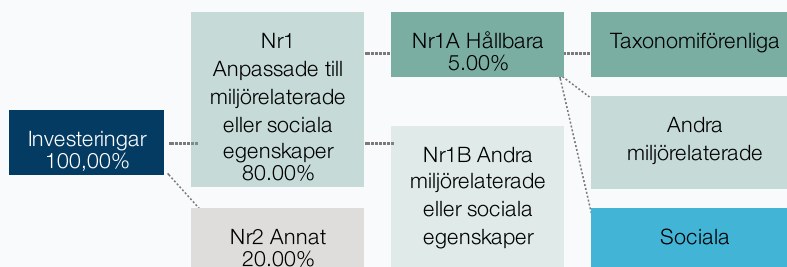 Investeringar
100,00%
Nr1
Anpassade till
miljörelaterade
eller sociala
egenskaper
80.00%
Nr2 Annat
20.00%
Nr1A Hållbara
5.00%
Nr1B Andra
miljörelaterade
eller sociala
egenskaper
Taxonomiförenliga
Andra
miljörelaterade
Sociala